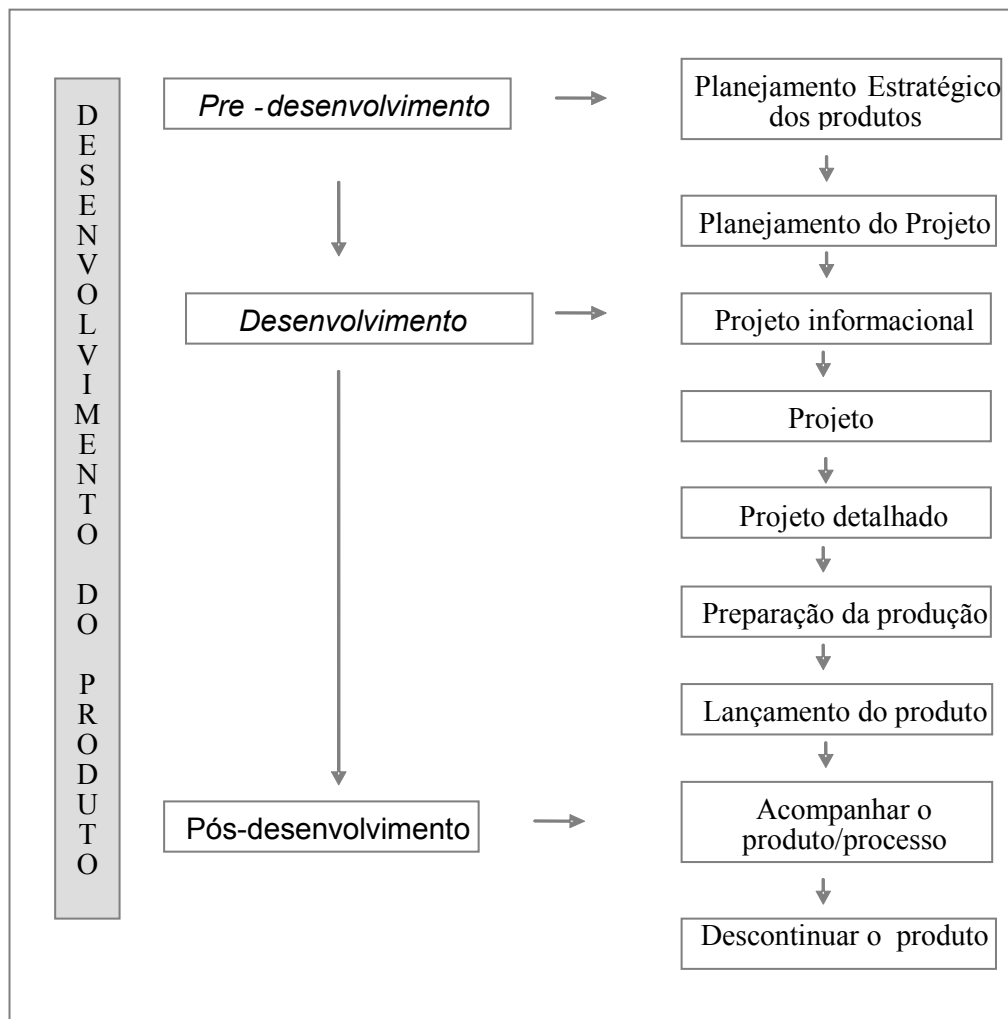 DESENVOLVIMENTO DO PRODUTO
Pre - desenvolvimento
Planejamento Estratégico
dos produtos
Planejamento do Projeto
Desenvolvimento
Projeto informacional
Projeto
Projeto detalhado
Preparação da produção
Lançamento do produto
Pós-desenvolvimento
Acompanhar o
produto/processo
Descontinuar o produto